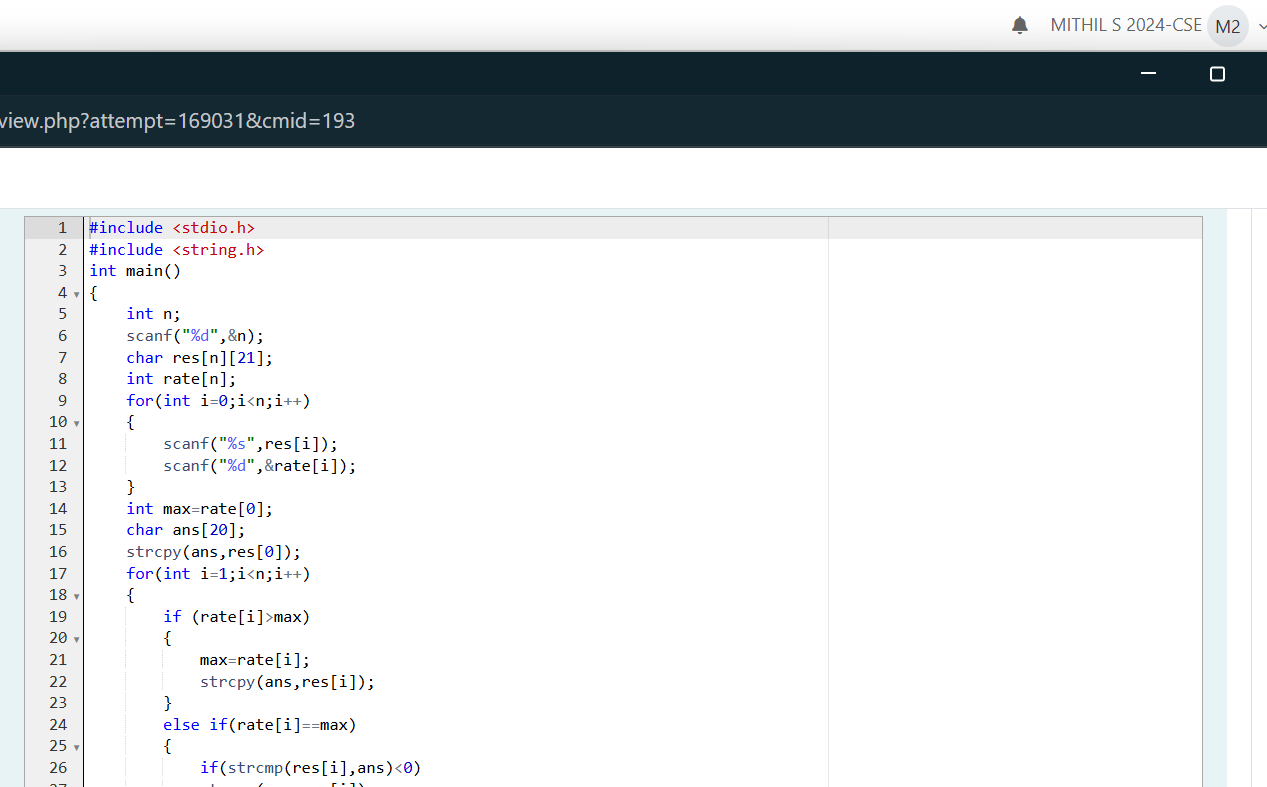 MITHIL S 2024-CSE M2
view.php?attempt=169031&cmid=193
1 #include <stdio.h>
2 #include <string.h>
3 int main()
4 {
5 int n;
6 scanf("%d",&n);
7 char res[n][21];
8 int rate[n];
9 for(int i=0;i<n;i++)
10 {
11 scanf("%s",res[i]);
12 scanf("%d",&rate[i]);
13 }
14 int max=rate[0];
15 char ans[20];
16 strcpy(ans,res[0]);
17 for(int i=1;i<n;i++)
18 {
19 if (rate[i]>max)
20 {
21 max=rate[i];
22 strcpy(ans,res[i]);
23 }
24 else if(rate[i]==max)
25 {
26 if(strcmp(res[i],ans)<0)